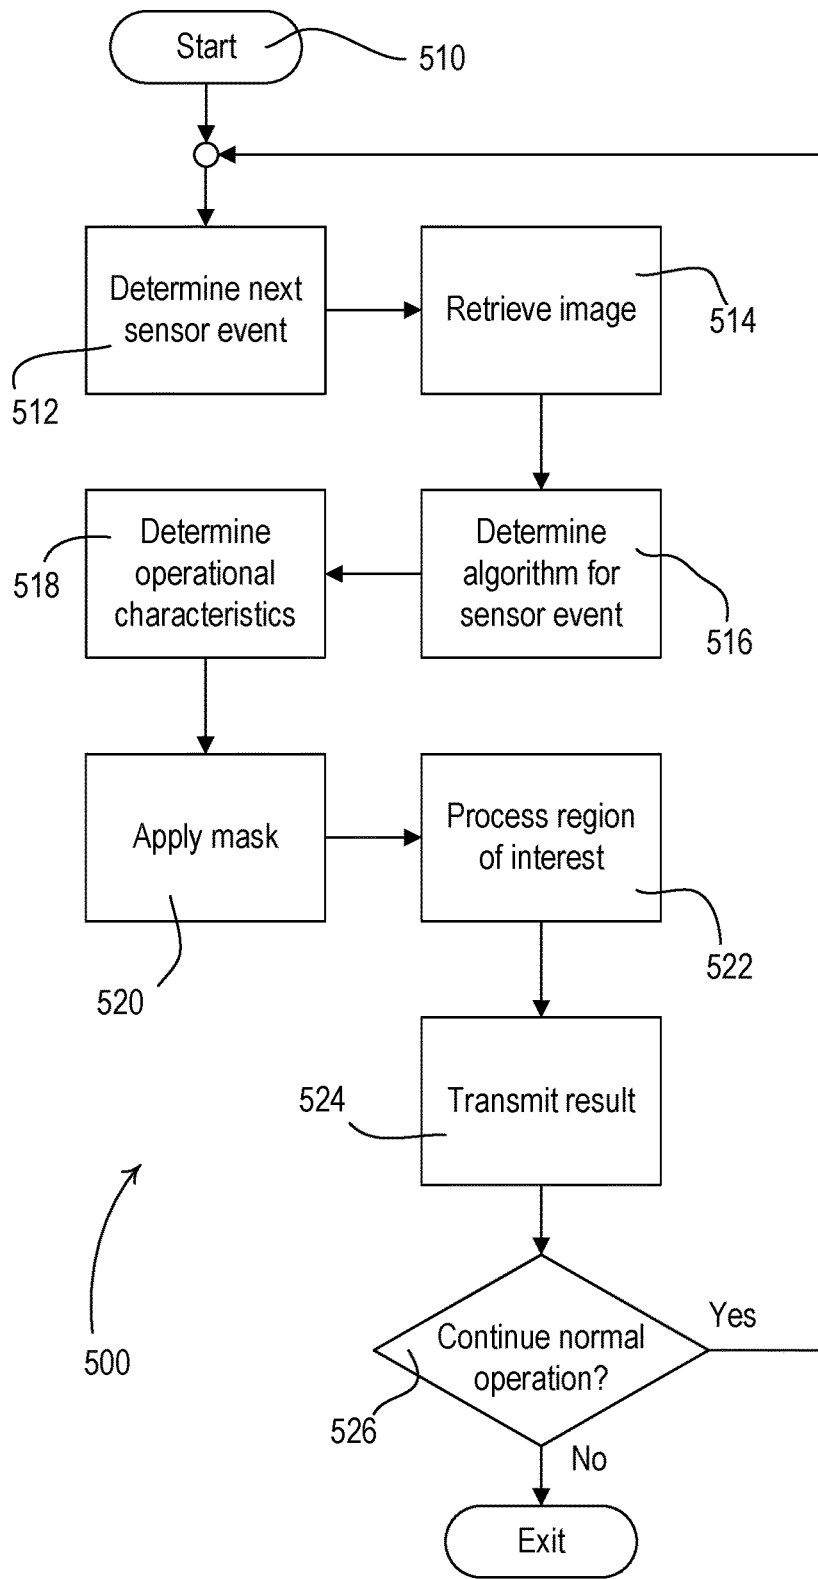 Start
510
Determine next
sensor event
512
Retrieve image
514
Determine
algorithm for
sensor event
516
Determine
operational
characteristics
518
Apply mask
520
Process region
of interest
522
Transmit result
524
500
Continue normal
operation?
526
Yes
No
Exit